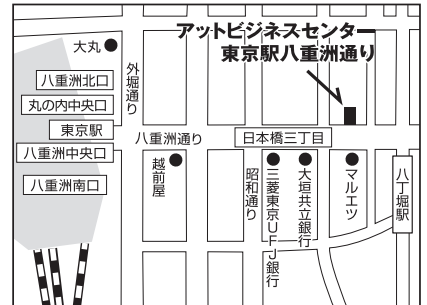 アットビジネスセンター
東京駅八重洲通り
大丸
外堀通り
八重洲北口
丸の内中央口
東京駅
八重洲中央口
八重洲南口
八重洲通り
日本橋三丁目
越前屋
昭和通り
三菱東京UFJ銀行
大垣共立銀行
マルエツ
八丁堀駅